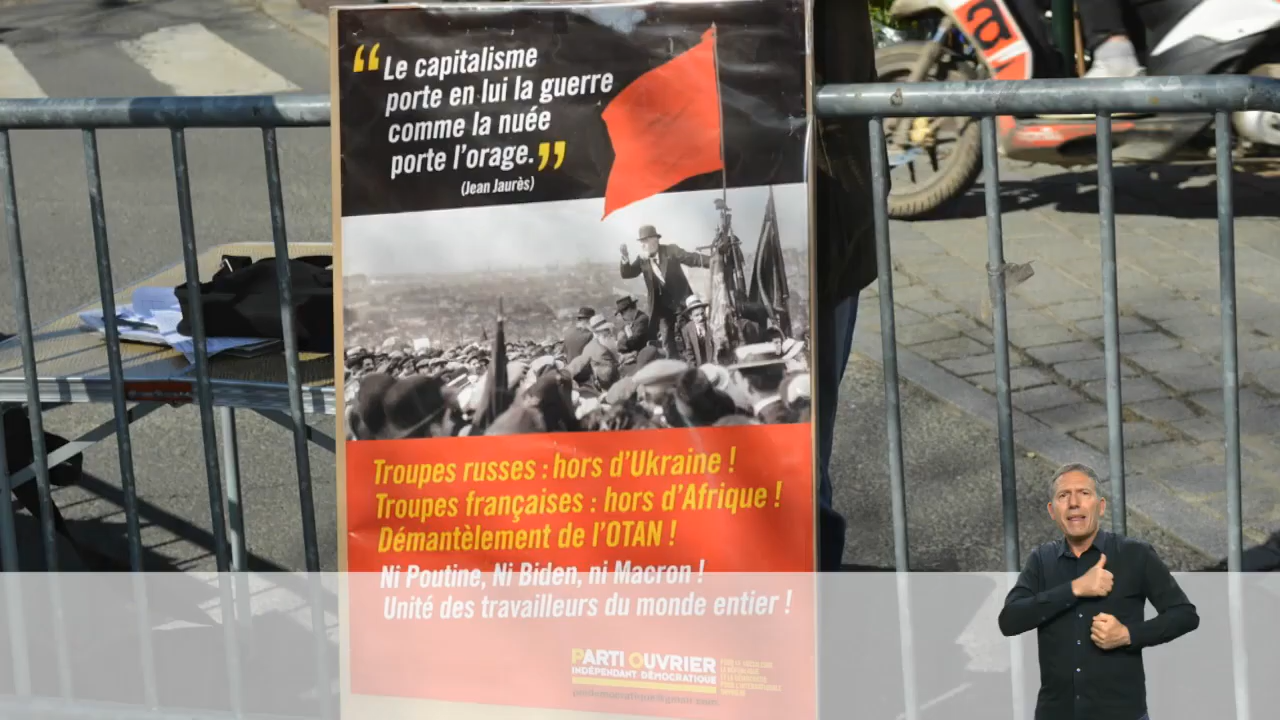 “Le capitalisme
porte en lui la guerre
comme la nuée
porte l’orage.”
(Jean Jaurès)
Troupes russes : hors d’Ukraine !
Troupes françaises : hors d’Afrique !
Démantèlement de l’OTAN !
Ni Poutine, Ni Biden, ni Macron !
Unité des travailleurs du monde entier !
PARTI OUVRIER
INDÉPENDANT DÉMOCRATIQUE